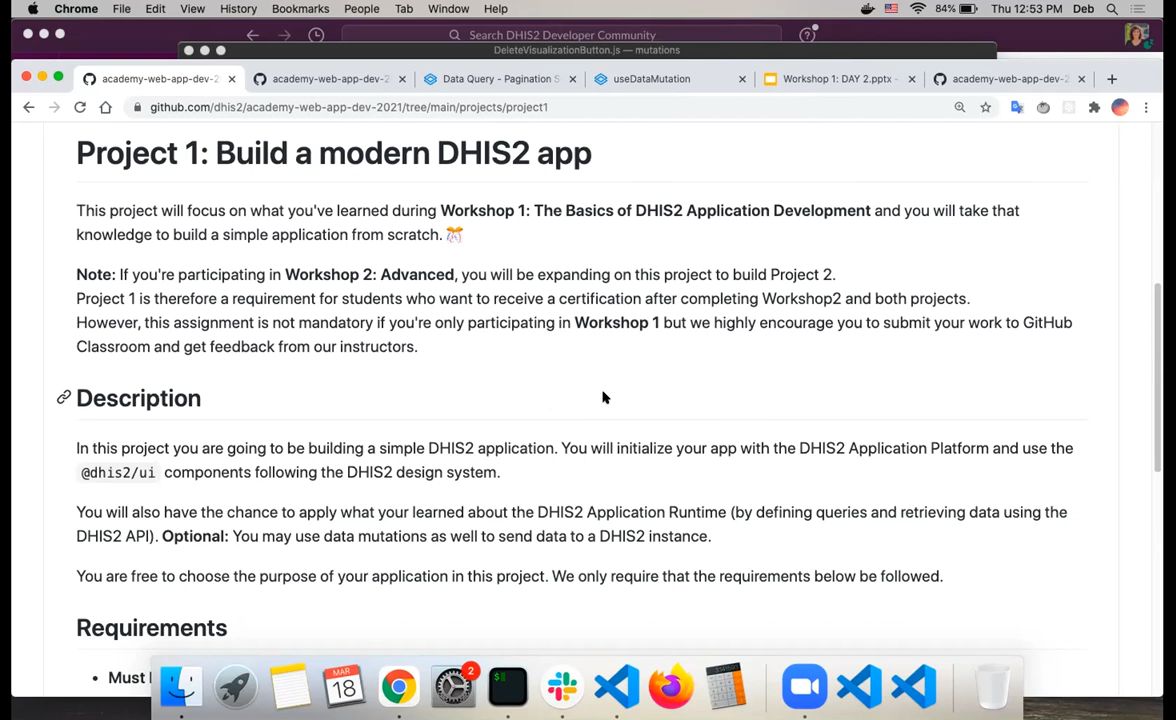 Chrome File Edit View History Bookmarks People Tab Window Help 84% Thu 12:53 PM Deb
Search DHIS2 Developer Community
DeleteVisualizationButton.js — mutations
academy-web-app-dev-2 academy-web-app-dev-2 Data Query - Pagination S useDataMutation Workshop 1: DAY 2.pptx - academy-web-app-dev-2
github.com/dhis2/academy-web-app-dev-2021/tree/main/projects/project1
Project 1: Build a modern DHIS2 app
This project will focus on what you've learned during Workshop 1: The Basics of DHIS2 Application Development and you will take that
knowledge to build a simple application from scratch.
Note: If you're participating in Workshop 2: Advanced, you will be expanding on this project to build Project 2.
Project 1 is therefore a requirement for students who want to receive a certification after completing Workshop2 and both projects.
However, this assignment is not mandatory if you're only participating in Workshop 1 but we highly encourage you to submit your work to GitHub
Classroom and get feedback from our instructors.
Description
In this project you are going to be building a simple DHIS2 application. You will initialize your app with the DHIS2 Application Platform and use the
@dhis2/ui components following the DHIS2 design system.
You will also have the chance to apply what your learned about the DHIS2 Application Runtime (by defining queries and retrieving data using the
DHIS2 API). Optional: You may use data mutations as well to send data to a DHIS2 instance.
You are free to choose the purpose of your application in this project. We only require that the requirements below be followed.
Requirements
Must
MAR
18
2